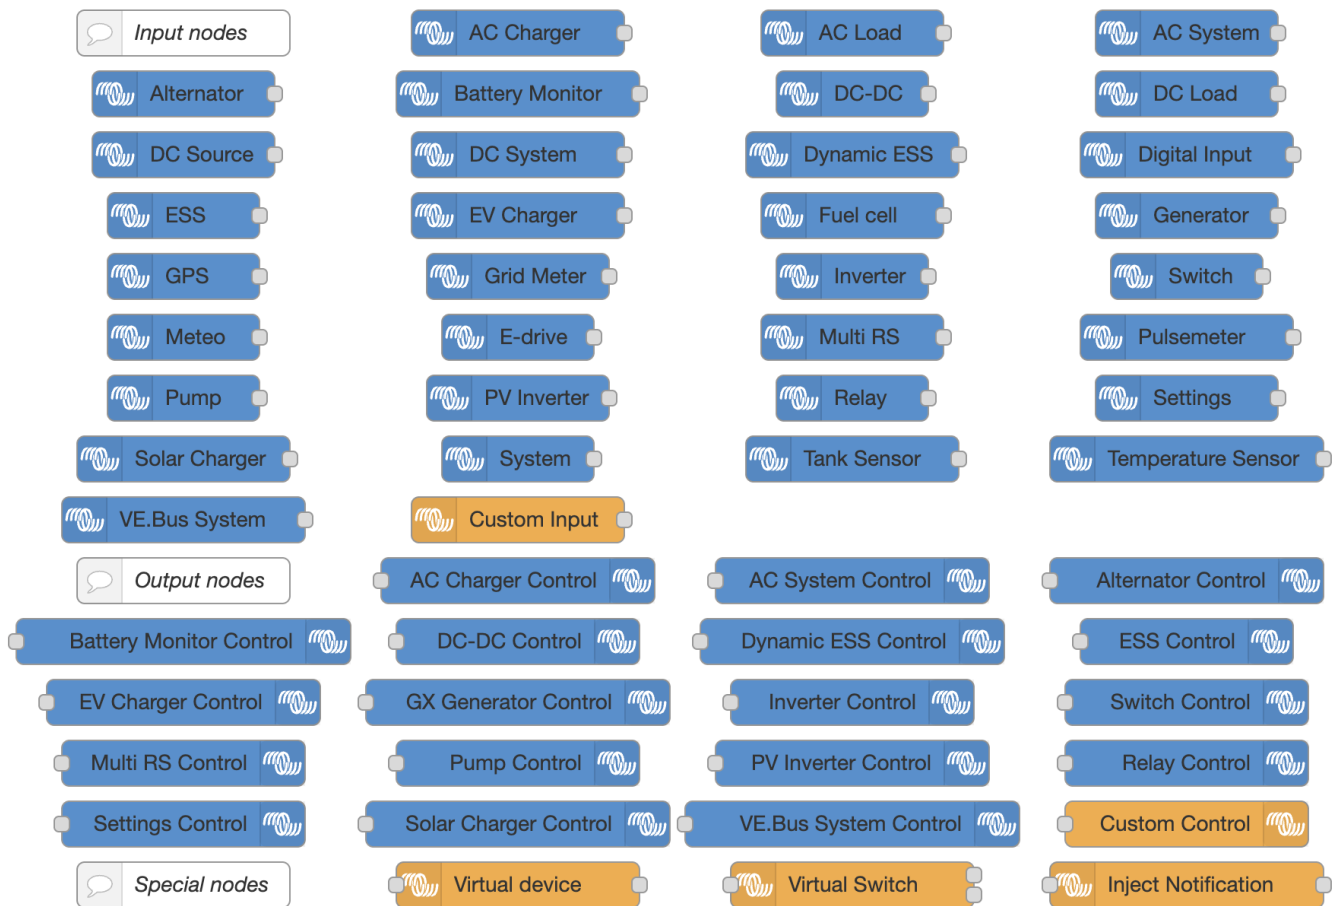 Input nodes
AC Charger
AC Load
AC System
Alternator
Battery Monitor
DC-DC
DC Load
DC Source
DC System
Dynamic ESS
Digital Input
ESS
EV Charger
Fuel cell
Generator
GPS
Grid Meter
Inverter
Switch
Meteo
E-drive
Multi RS
Pulsemeter
Pump
PV Inverter
Relay
Settings
Solar Charger
System
Tank Sensor
Temperature Sensor
VE.Bus System
Custom Input
Output nodes
AC Charger Control
AC System Control
Alternator Control
Battery Monitor Control
DC-DC Control
Dynamic ESS Control
ESS Control
EV Charger Control
GX Generator Control
Inverter Control
Switch Control
Multi RS Control
Pump Control
PV Inverter Control
Relay Control
Settings Control
Solar Charger Control
VE.Bus System Control
Custom Control
Special nodes
Virtual device
Virtual Switch
Inject Notification